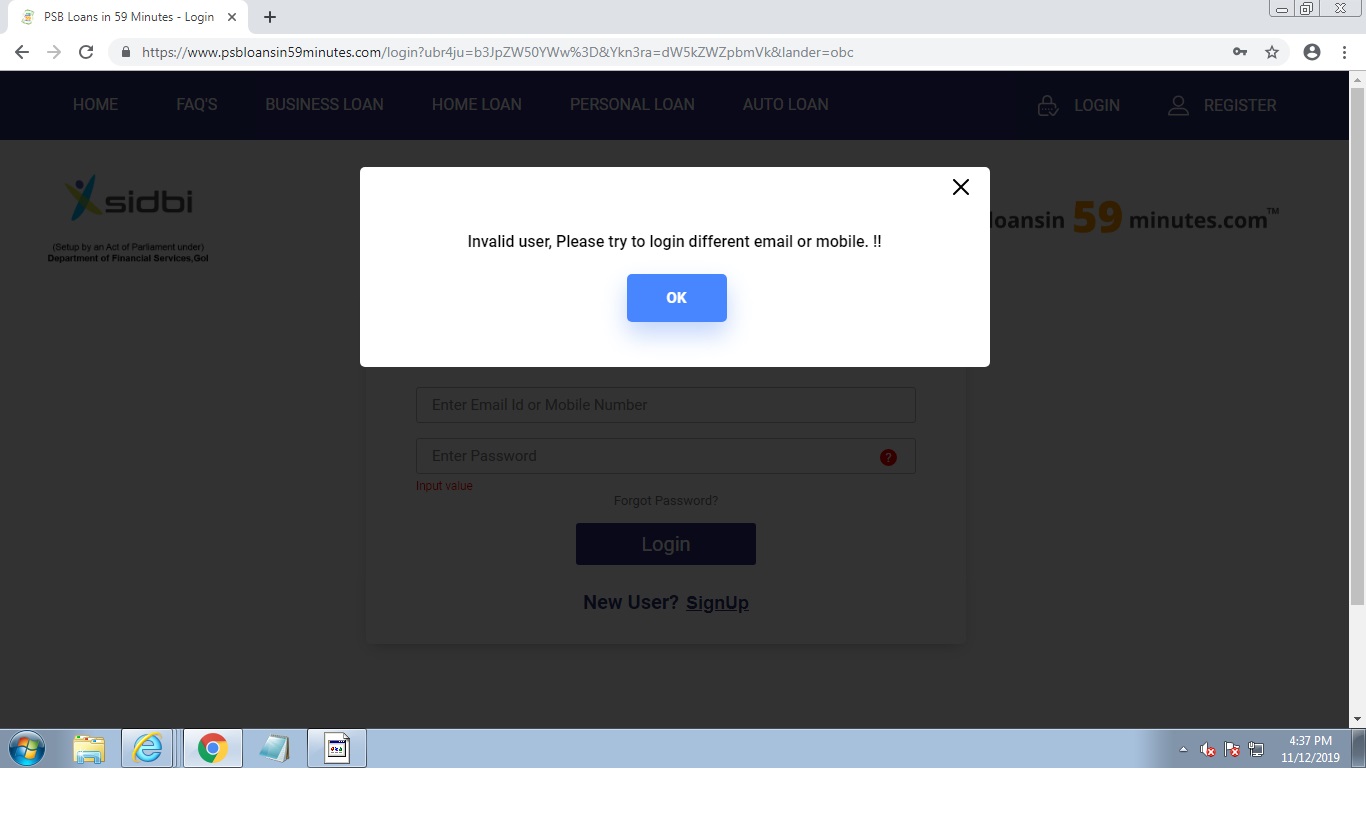 PSB Loans in 59 Minutes - Login
https://www.psbloansin59minutes.com/login?ubr4ju=b3JpZW50YWw%3D&Ykn3ra=dW5kZWZpbmVk&lander=obc
HOME FAQ'S BUSINESS LOAN HOME LOAN PERSONAL LOAN AUTO LOAN LOGIN REGISTER
sidbi
(Setup by an Act of Parliament under)
Department of Financial Services,GoI
loansin 59 minutes.com™
Invalid user, Please try to login different email or mobile. !!
OK
Enter Email Id or Mobile Number
Enter Password
?
Input value
Forgot Password?
Login
New User? SignUp
4:37 PM
11/12/2019